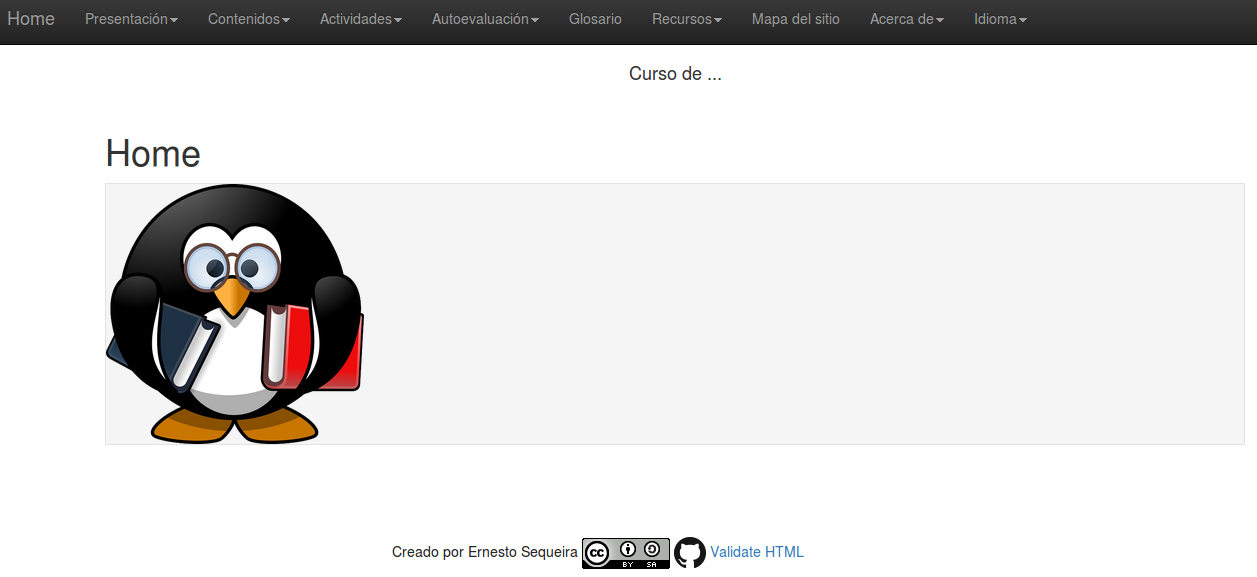 Home Presentación Contenidos Actividades Autoevaluación Glosario Recursos Mapa del sitio Acerca de Idioma
Curso de ...
Home
Creado por Ernesto Sequeira cc BY SA Validate HTML